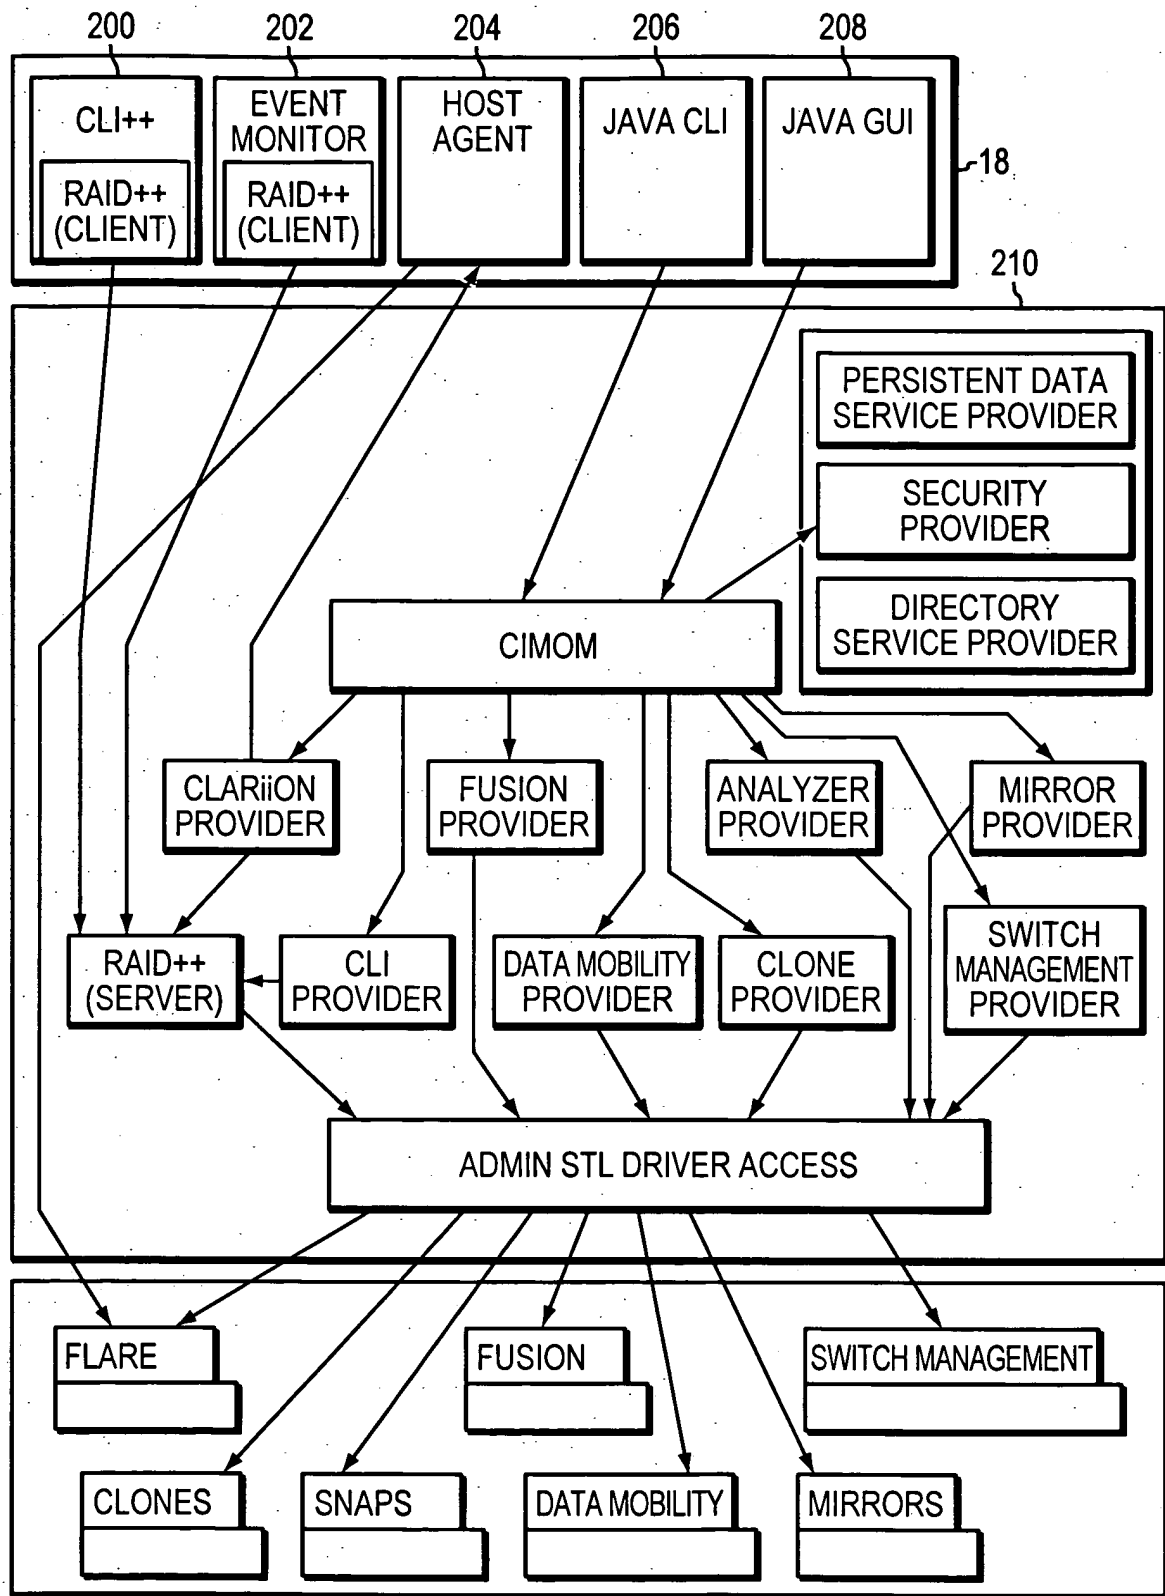 200 202 204 206 208
CLI++
RAID++
(CLIENT)
EVENT
MONITOR
RAID++
(CLIENT)
HOST
AGENT
JAVA CLI
JAVA GUI
18
210
PERSISTENT DATA
SERVICE PROVIDER
SECURITY
PROVIDER
DIRECTORY
SERVICE PROVIDER
CIMOM
CLARiiON
PROVIDER
FUSION
PROVIDER
ANALYZER
PROVIDER
MIRROR
PROVIDER
RAID++
(SERVER)
CLI
PROVIDER
DATA MOBILITY
PROVIDER
CLONE
PROVIDER
SWITCH
MANAGEMENT
PROVIDER
ADMIN STL DRIVER ACCESS
FLARE
FUSION
SWITCH MANAGEMENT
CLONES
SNAPS
DATA MOBILITY
MIRRORS